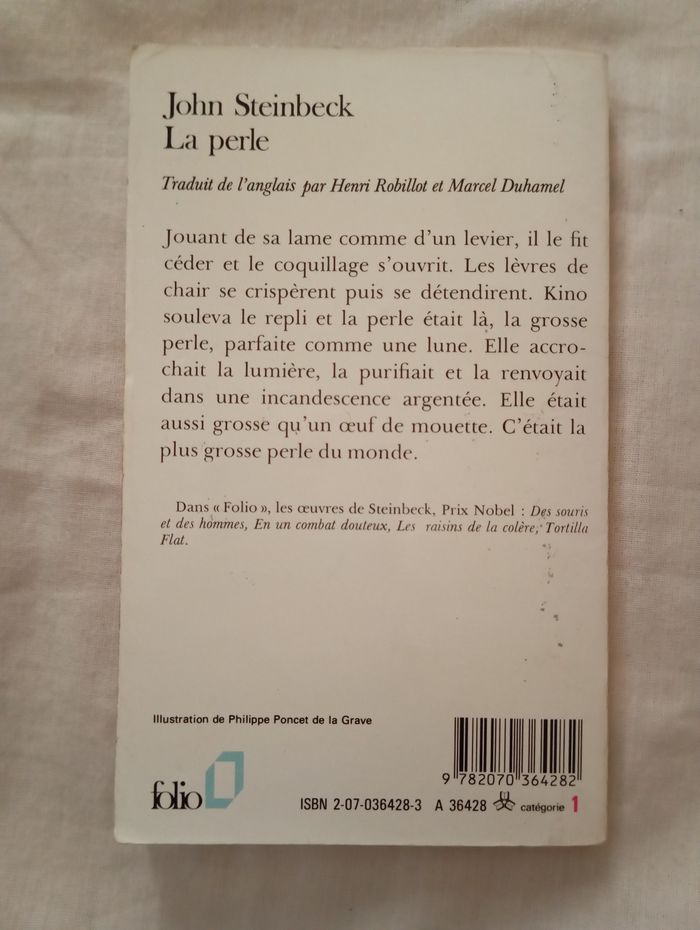 John Steinbeck
La perle
Traduit de l'anglais par Henri Robillot et Marcel Duhamel
Jouant de sa lame comme d'un levier, il le fit
céder et le coquillage s'ouvrit. Les lèvres de
chair se crispèrent puis se détendirent. Kino
souleva le repli et la perle était là, la grosse
perle, parfaite comme une lune. Elle accro-
chait la lumière, la purifiait et la renvoyait
dans une incandescence argentée. Elle était
aussi grosse qu'un œuf de mouette. C'était la
plus grosse perle du monde.
Dans « Folio », les œuvres de Steinbeck, Prix Nobel : Des souris
et des hommes, En un combat douteux, Les raisins de la colère, Tortilla
Flat.
Illustration de Philippe Poncet de la Grave
9 782070 364282
folio
ISBN 2-07-036428-3 A 36428 catégorie 1